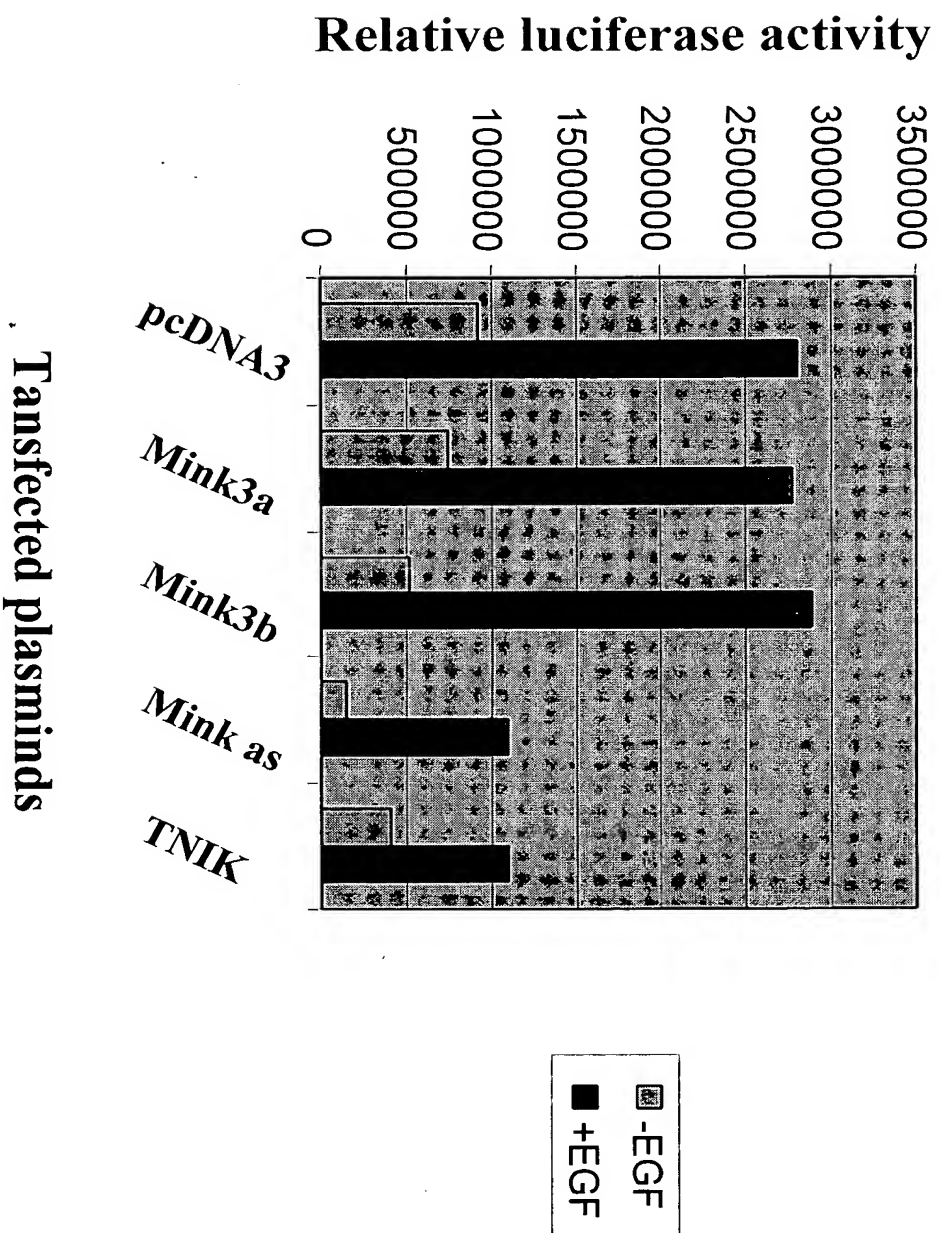 Relative luciferase activity
3500000
3000000
2500000
2000000
1500000
1000000
500000
0
pcDNA3
Mink3a
Mink3b
Mink as
TNIK
Tansfected plasminds
-EGF
+EGF